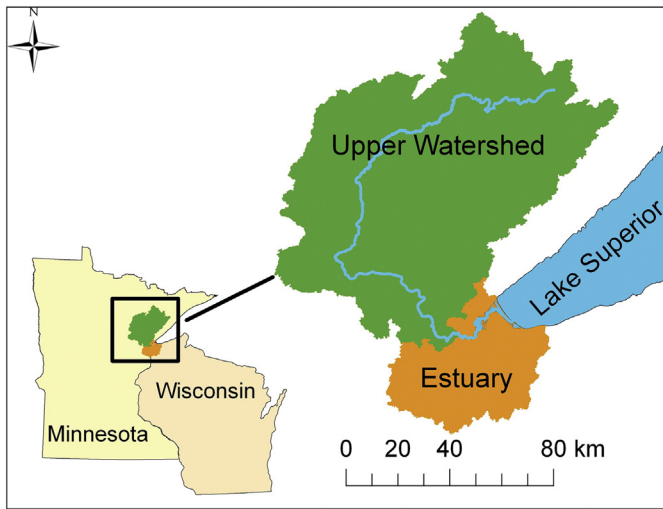 N
Upper Watershed
Lake Superior
Estuary
Wisconsin
Minnesota
0 20 40 80 km